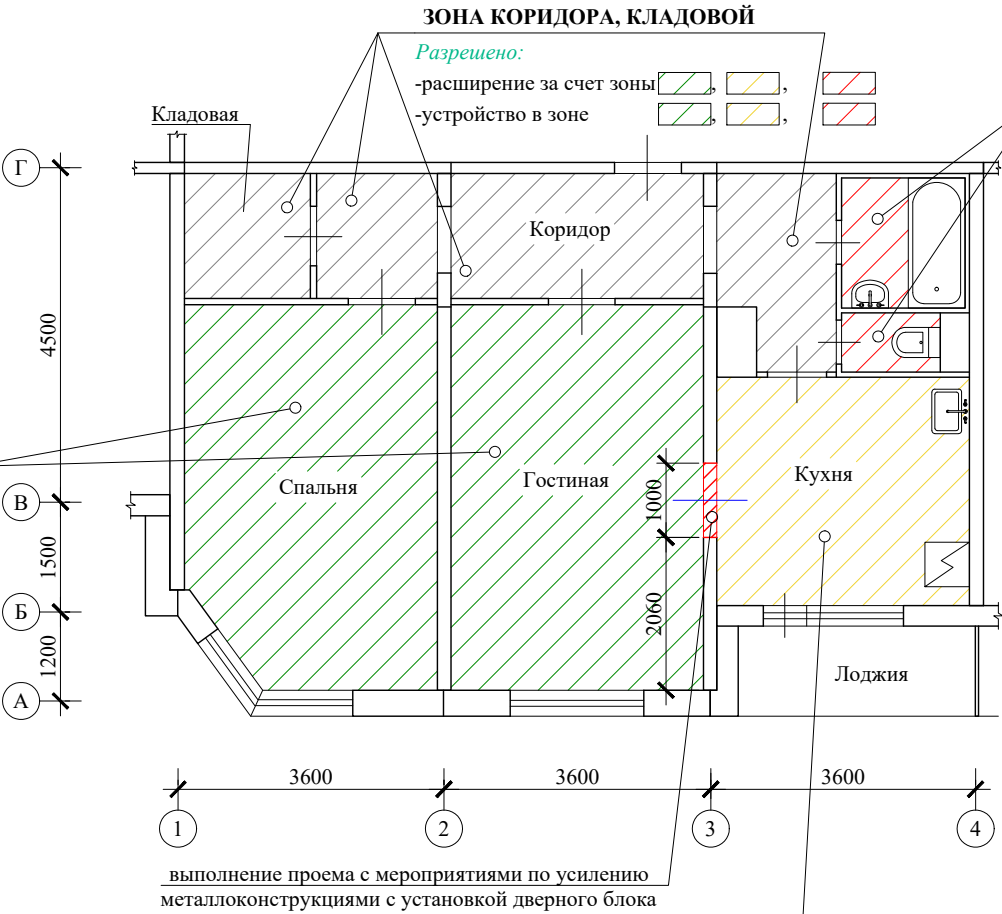 ЗОНА КОРИДОРА, КЛАДОВОЙ
Разрешено:
-расширение за счет зоны , ,
-устройство в зоне , ,
Кладовая
Г
Коридор
4500
Спальня
Гостиная
Кухня
1000
В
1500
2060
Б
1200
Лоджия
А
3600
3600
3600
1
2
3
4
выполнение проема с мероприятиями по усилению
металлоконструкциями с установкой дверного блока